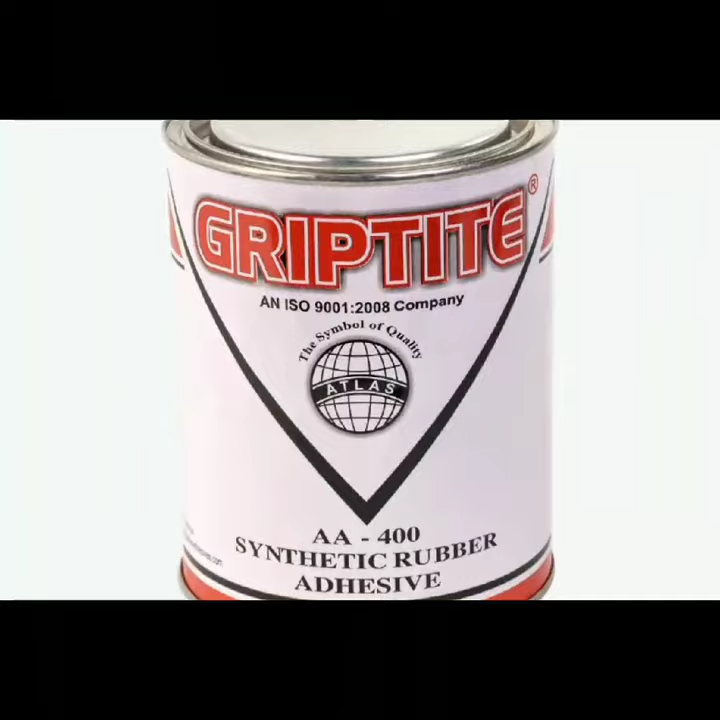 GRIPTITE®
AN ISO 9001:2008 Company
The Symbol of Quality
ATLAS
AA - 400
SYNTHETIC RUBBER
ADHESIVE